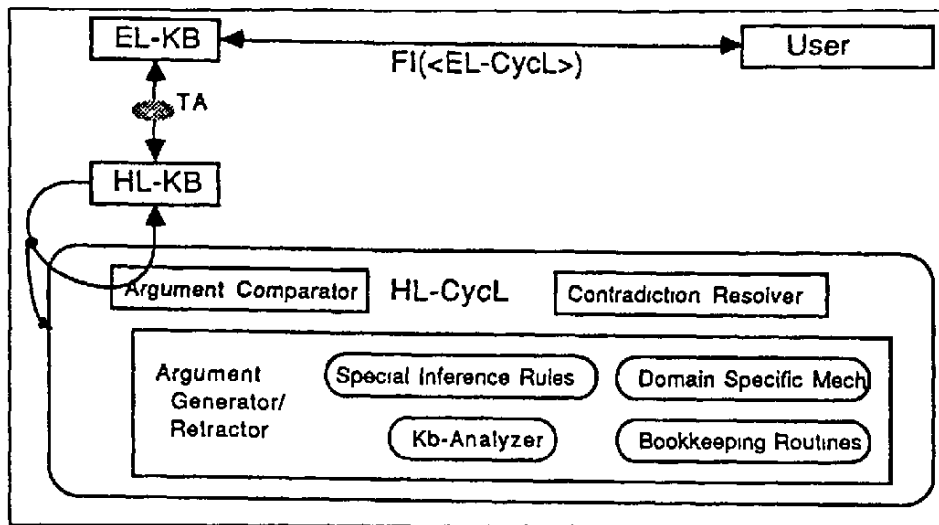 EL-KB
User
FI(<EL-CycL>)
TA
HL-KB
Argument Comparator
HL-CycL
Contradiction Resolver
Argument
Generator/
Retractor
Special Inference Rules
Domain Specific Mech
Kb-Analyzer
Bookkeeping Routines